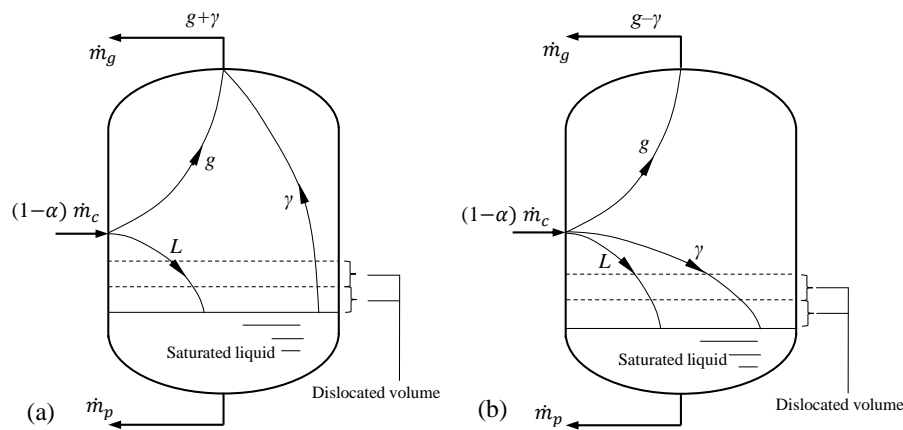 g+γ
ṁg
g
γ
(1−α) ṁc
L
Saturated liquid
Dislocated volume
(a)
ṁp
g−γ
ṁg
g
(1−α) ṁc
L
γ
Saturated liquid
Dislocated volume
(b)
ṁp